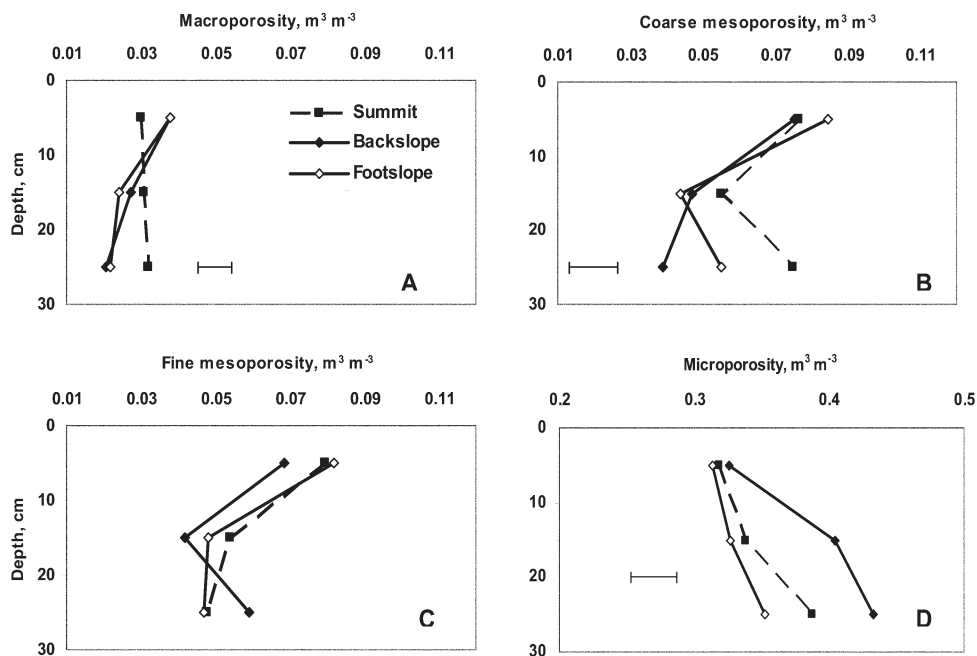 Macroporosity, m³ m⁻³
0.01 0.03 0.05 0.07 0.09 0.11
0
10
20
30
Depth, cm
Summit
Backslope
Footslope
A
Coarse mesoporosity, m³ m⁻³
0.01 0.03 0.05 0.07 0.09 0.11
0
10
20
30
B
Fine mesoporosity, m³ m⁻³
0.01 0.03 0.05 0.07 0.09 0.11
0
10
20
30
Depth, cm
C
Microporosity, m³ m⁻³
0.2 0.3 0.4 0.5
0
10
20
30
D